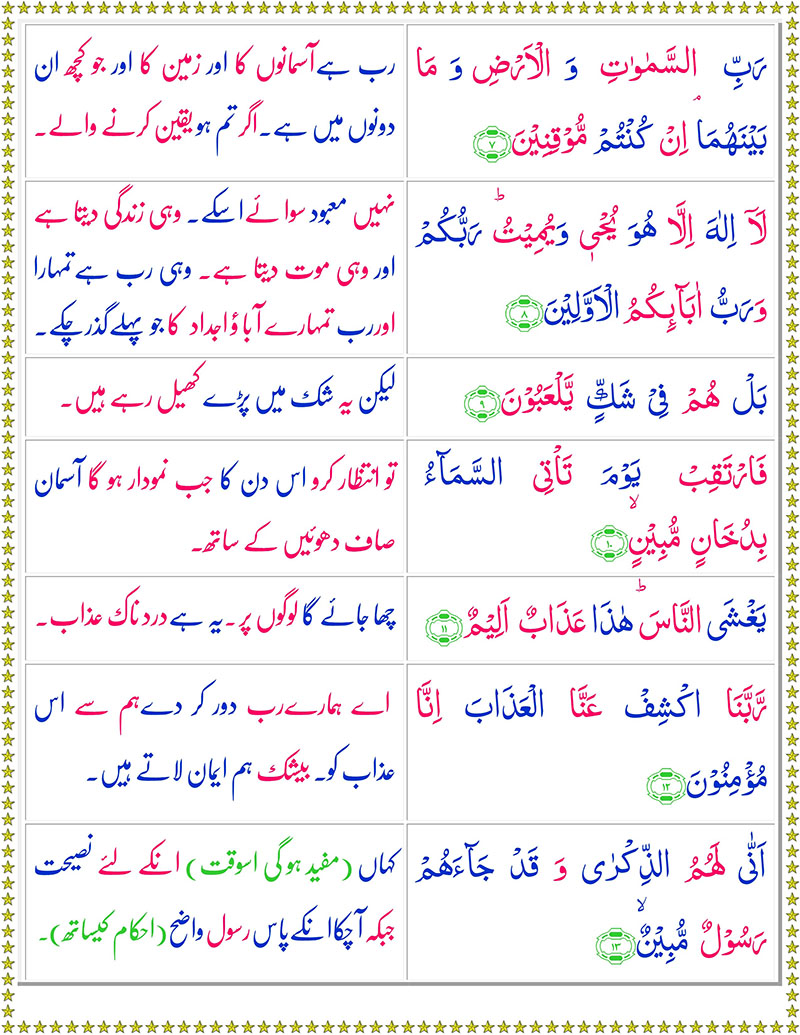 رَبِّ السَّمٰوٰتِ وَ الْاَرْضِ وَ مَا
بَيْنَهُمَا ۘ اِنْ كُنْتُمْ مُّوْقِنِيْنَ ۷
رب ہے آسمانوں کا اور زمین کا اور جو کچھ ان
دونوں میں ہے۔ اگر تم ہو یقین کرنے والے۔
لَاۤ اِلٰهَ اِلَّا هُوَ يُحْيٖ وَيُمِيْتُ ؕ رَبُّكُمْ
وَرَبُّ اٰبَآئِكُمُ الْاَوَّلِيْنَ ۸
نہیں معبود سوائے اسکے۔ وہی زندگی دیتا ہے
اور وہی موت دیتا ہے۔ وہی رب ہے تمہارا
اور رب تمہارے آباؤ اجداد کا جو پہلے گذر چکے۔
بَلْ هُمْ فِيْ شَكٍّ يَّلْعَبُوْنَ ۹
لیکن یہ شک میں پڑے کھیل رہے ہیں۔
فَارْتَقِبْ يَوْمَ تَاْتِى السَّمَآءُ
بِدُخَانٍ مُّبِيْنٍ ۙ ۱۰
تو انتظار کرو اس دن کا جب نمودار ہو گا آسمان
صاف دھوئیں کے ساتھ۔
يَّغْشَى النَّاسَ ؕ هٰذَا عَذَابٌ اَلِيْمٌ ۱۱
چھا جائے گا لوگوں پر۔ یہ ہے درد ناک عذاب۔
رَبَّنَا اكْشِفْ عَنَّا الْعَذَابَ اِنَّا
مُؤْمِنُوْنَ ۱۲
اے ہمارے رب دور کر دے ہم سے اس
عذاب کو۔ بیشک ہم ایمان لاتے ہیں۔
اَنّٰى لَهُمُ الذِّكْرٰى وَ قَدْ جَآءَهُمْ
رَسُوْلٌ مُّبِيْنٌ ۙ ۱۳
کہاں (مفید ہوگی اسوقت) انکے لئے نصیحت
جبکہ آچکا انکے پاس رسول واضح (احکام کیساتھ)۔